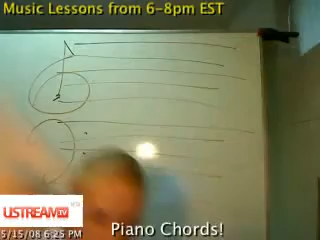 Music Lessons from 6-8pm EST
USTREAM TV
5/15/08 6:25 PM
Piano Chords!